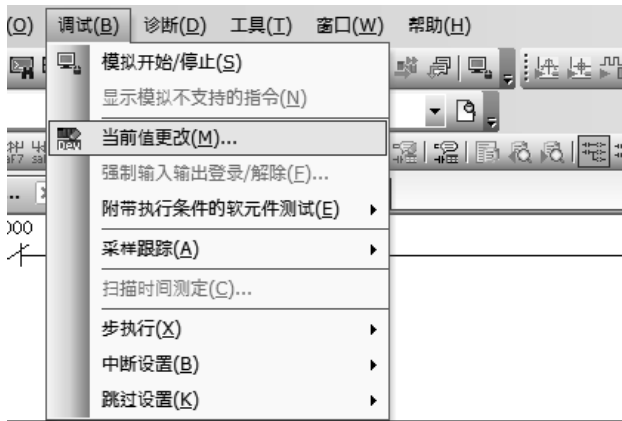 (O) 调试(B) 诊断(D) 工具(T) 窗口(W) 帮助(H)
模拟开始/停止(S)
显示模拟不支持的指令(N)
当前值更改(M)...
强制输入输出登录/解除(F)...
附带执行条件的软元件测试(E)
采样跟踪(A)
扫描时间测定(C)...
步执行(X)
中断设置(B)
跳过设置(K)
aF7
..
000